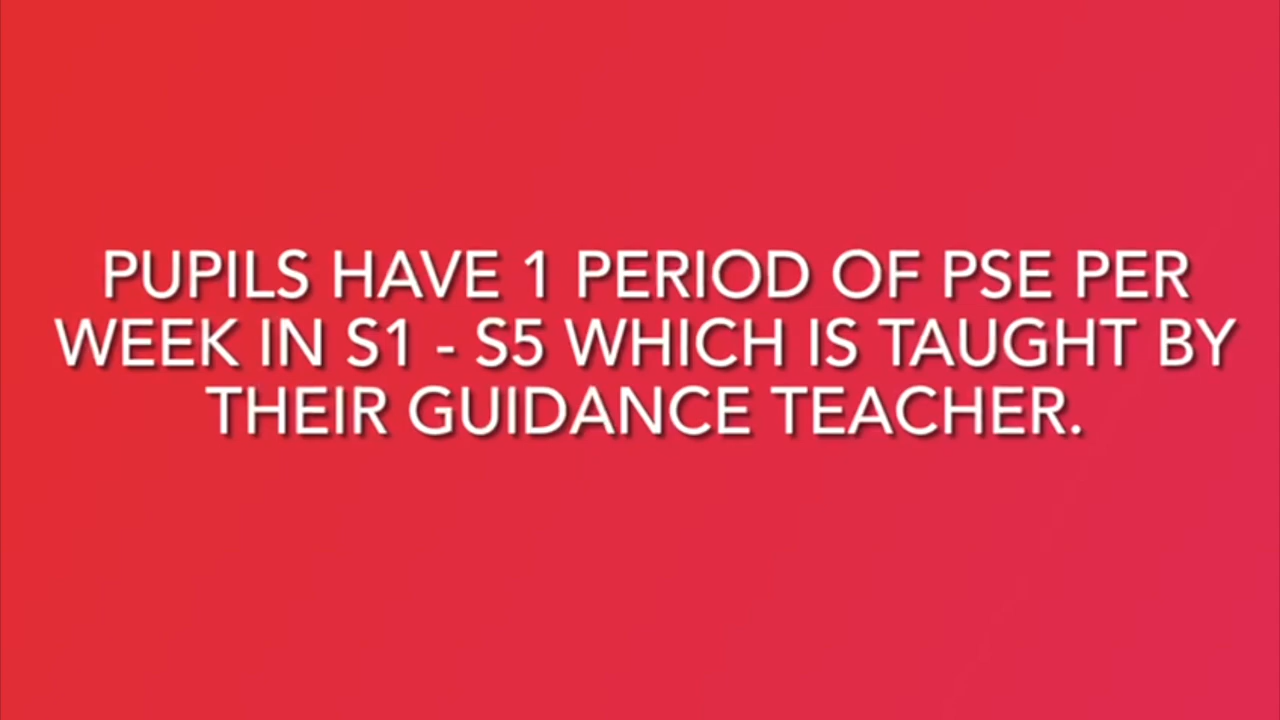 PUPILS HAVE 1 PERIOD OF PSE PER
WEEK IN S1 - S5 WHICH IS TAUGHT BY
THEIR GUIDANCE TEACHER.